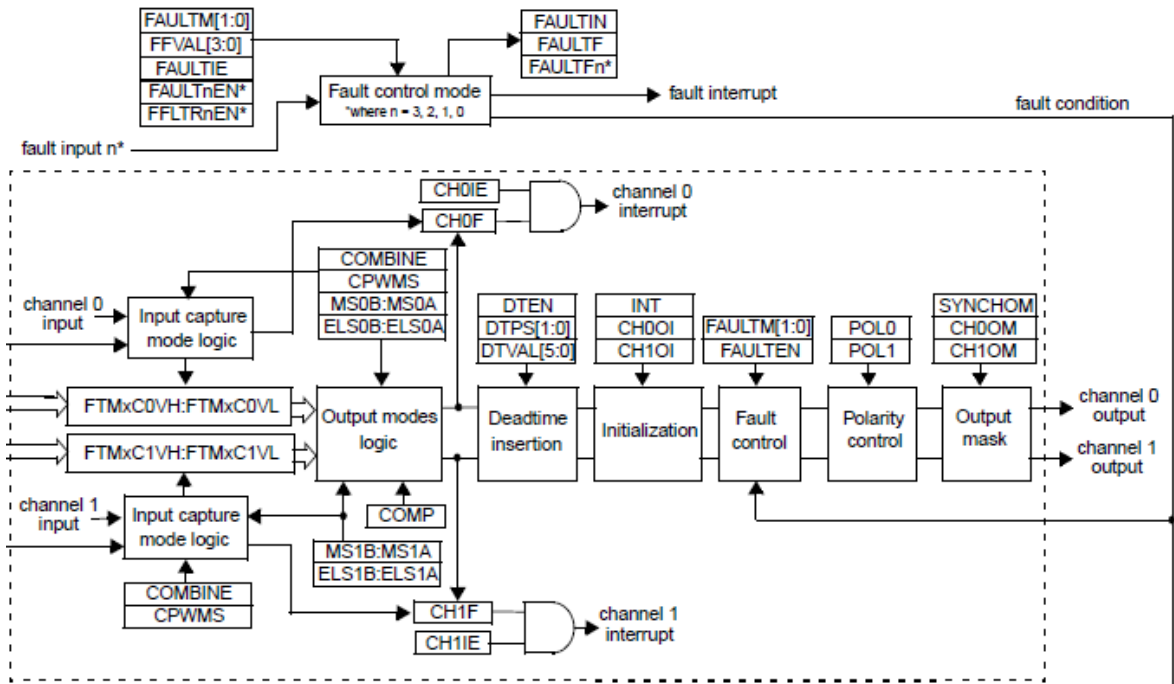 FAULTM[1:0]
FFVAL[3:0]
FAULTIE
FAULTnEN*
FFLTRnEN*
FAULTIN
FAULTF
FAULTFn*
Fault control mode
*where n = 3, 2, 1, 0
fault interrupt
fault condition
fault input n*
CH0IE
CH0F
channel 0
interrupt
COMBINE
CPWMS
MS0B:MS0A
ELS0B:ELS0A
channel 0
input
Input capture
mode logic
DTEN
DTPS[1:0]
DTVAL[5:0]
INT
CH0OI
CH1OI
FAULTM[1:0]
FAULTEN
POL0
POL1
SYNCHOM
CH0OM
CH1OM
FTMxC0VH:FTMxC0VL
FTMxC1VH:FTMxC1VL
Output modes
logic
Deadtime
insertion
Initialization
Fault
control
Polarity
control
Output
mask
channel 0
output
channel 1
output
channel 1
input
Input capture
mode logic
COMP
MS1B:MS1A
ELS1B:ELS1A
COMBINE
CPWMS
CH1F
CH1IE
channel 1
interrupt